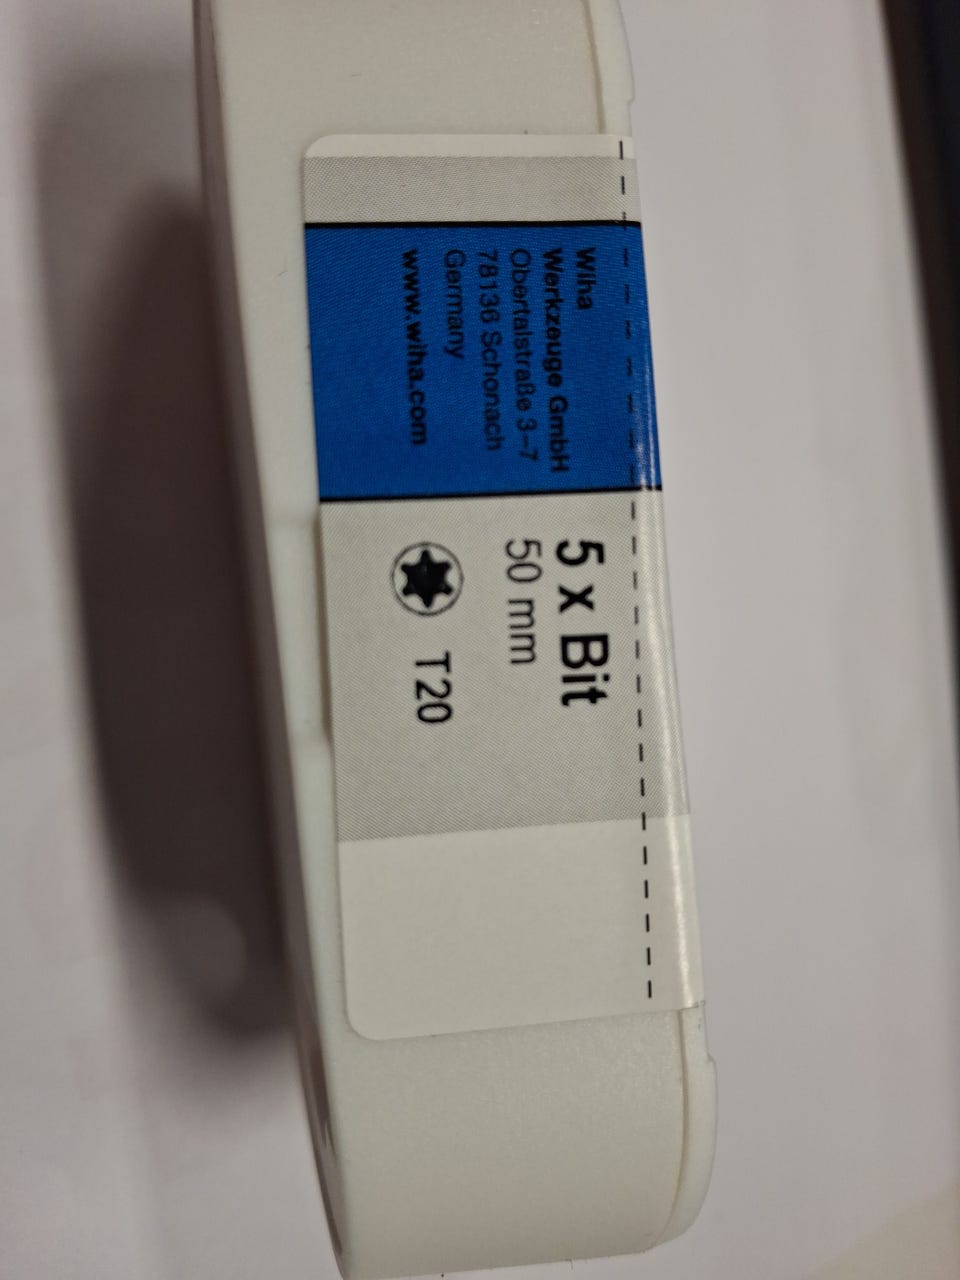 Wiha
Werkzeuge GmbH
Obertalstraße 3–7
78136 Schonach
Germany
www.wiha.com
5 x Bit
50 mm
T20